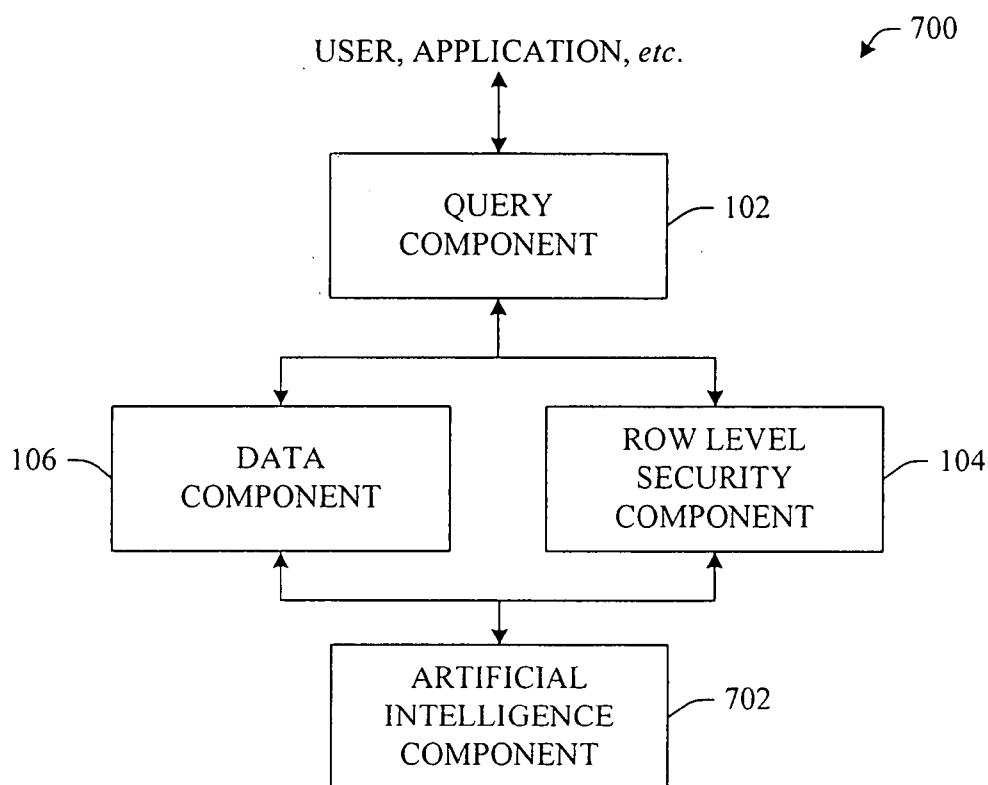 700
USER, APPLICATION, etc.
QUERY
COMPONENT
102
106
DATA
COMPONENT
ROW LEVEL
SECURITY
COMPONENT
104
ARTIFICIAL
INTELLIGENCE
COMPONENT
702